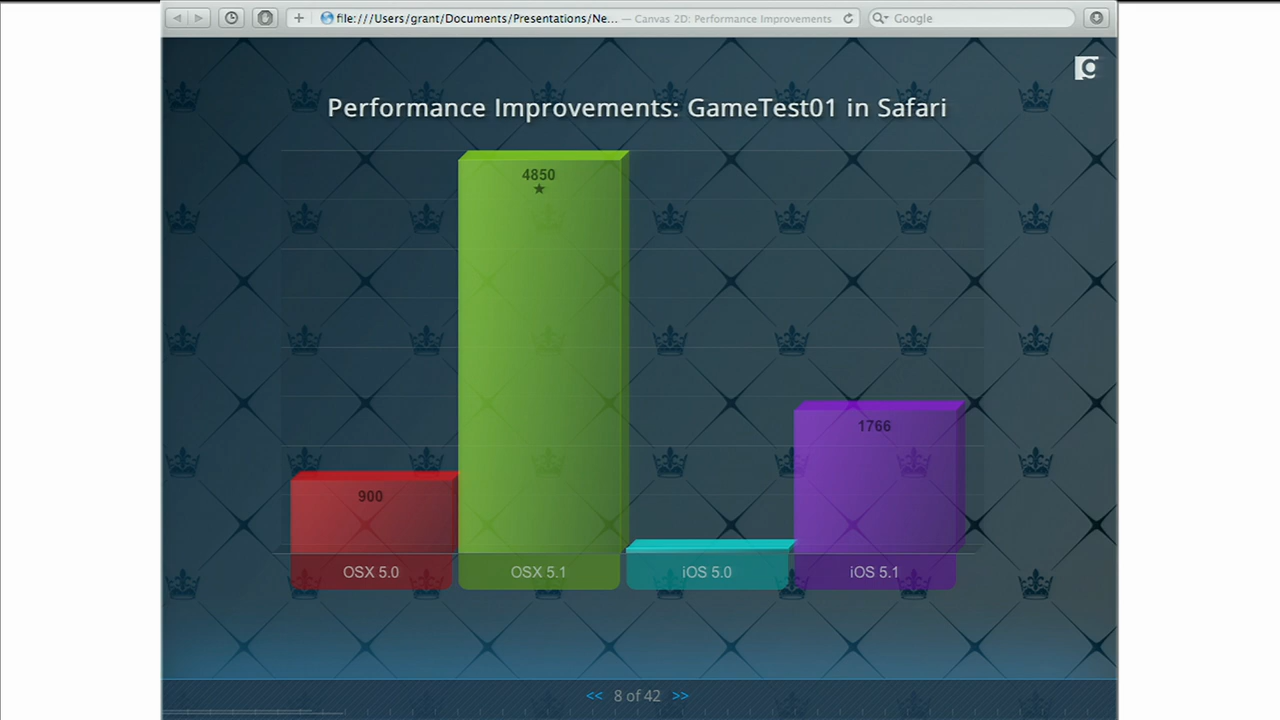 file:///Users/grant/Documents/Presentations/Ne... — Canvas 2D: Performance Improvements
Google
g
Performance Improvements: GameTest01 in Safari
4850
★
1766
900
OSX 5.0
OSX 5.1
iOS 5.0
iOS 5.1
<< 8 of 42 >>